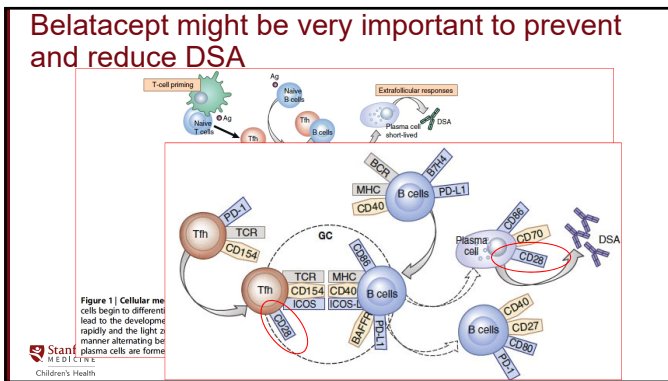 Belatacept might be very important to prevent
and reduce DSA
T-cell priming
Ag
Naive
T cells
Tfh
Ag
Naive
B cells
Tfh
B cells
Extrafollicular responses
Plasma cell
short-lived
DSA
PD-1
Tfh
TCR
CD154
GC
BCR
B7H4
MHC
PD-L1
CD40
B cells
Tfh
TCR
CD154
ICOS
CD28
MHC
CD40
ICOS-L
CD86
B cells
BAFFR
PD-L1
CD86
Plasma
cell
CD70
CD28
DSA
B cells
CD40
CD27
CD80
PD-1
Figure 1 | Cellular me
cells begin to differenti
lead to the developme
rapidly and the light z
manner alternating be
plasma cells are forme
Stanf
MEDICINE
Children's Health